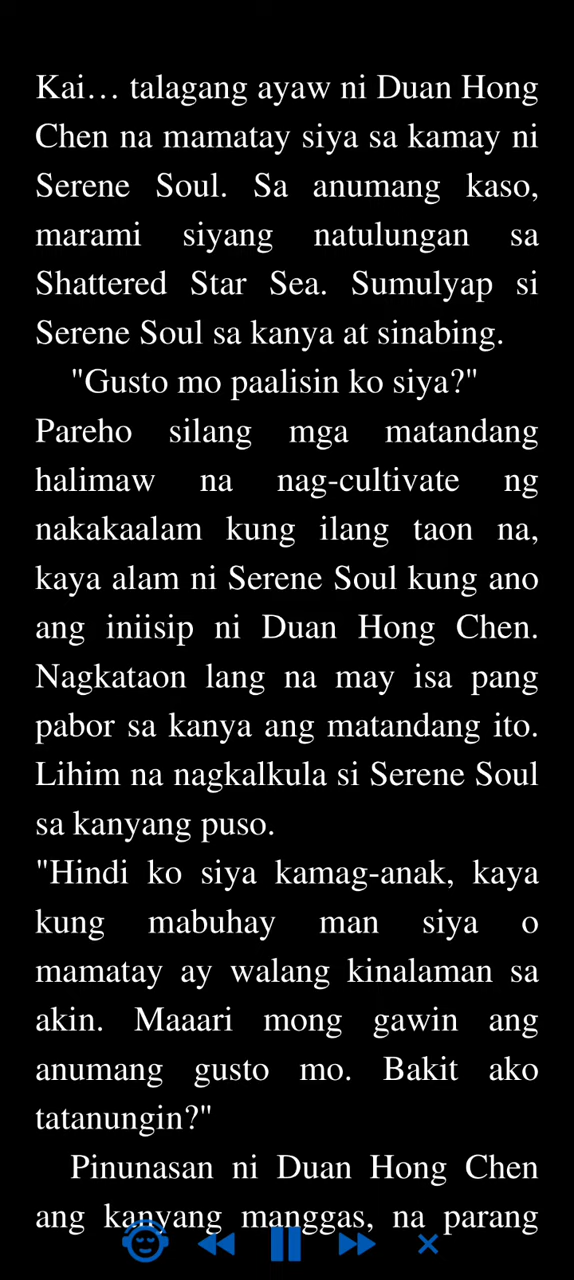 Kai… talagang ayaw ni Duan Hong
Chen na mamatay siya sa kamay ni
Serene Soul. Sa anumang kaso,
marami siyang natulungan sa
Shattered Star Sea. Sumulyap si
Serene Soul sa kanya at sinabing.
"Gusto mo paalisin ko siya?"
Pareho silang mga matandang
halimaw na nag-cultivate ng
nakakaalam kung ilang taon na,
kaya alam ni Serene Soul kung ano
ang iniisip ni Duan Hong Chen.
Nagkataon lang na may isa pang
pabor sa kanya ang matandang ito.
Lihim na nagkalkula si Serene Soul
sa kanyang puso.
"Hindi ko siya kamag-anak, kaya
kung mabuhay man siya o
mamatay ay walang kinalaman sa
akin. Maaari mong gawin ang
anumang gusto mo. Bakit ako
tatanungin?"
Pinunasan ni Duan Hong Chen
ang kanyang manggas, na parang